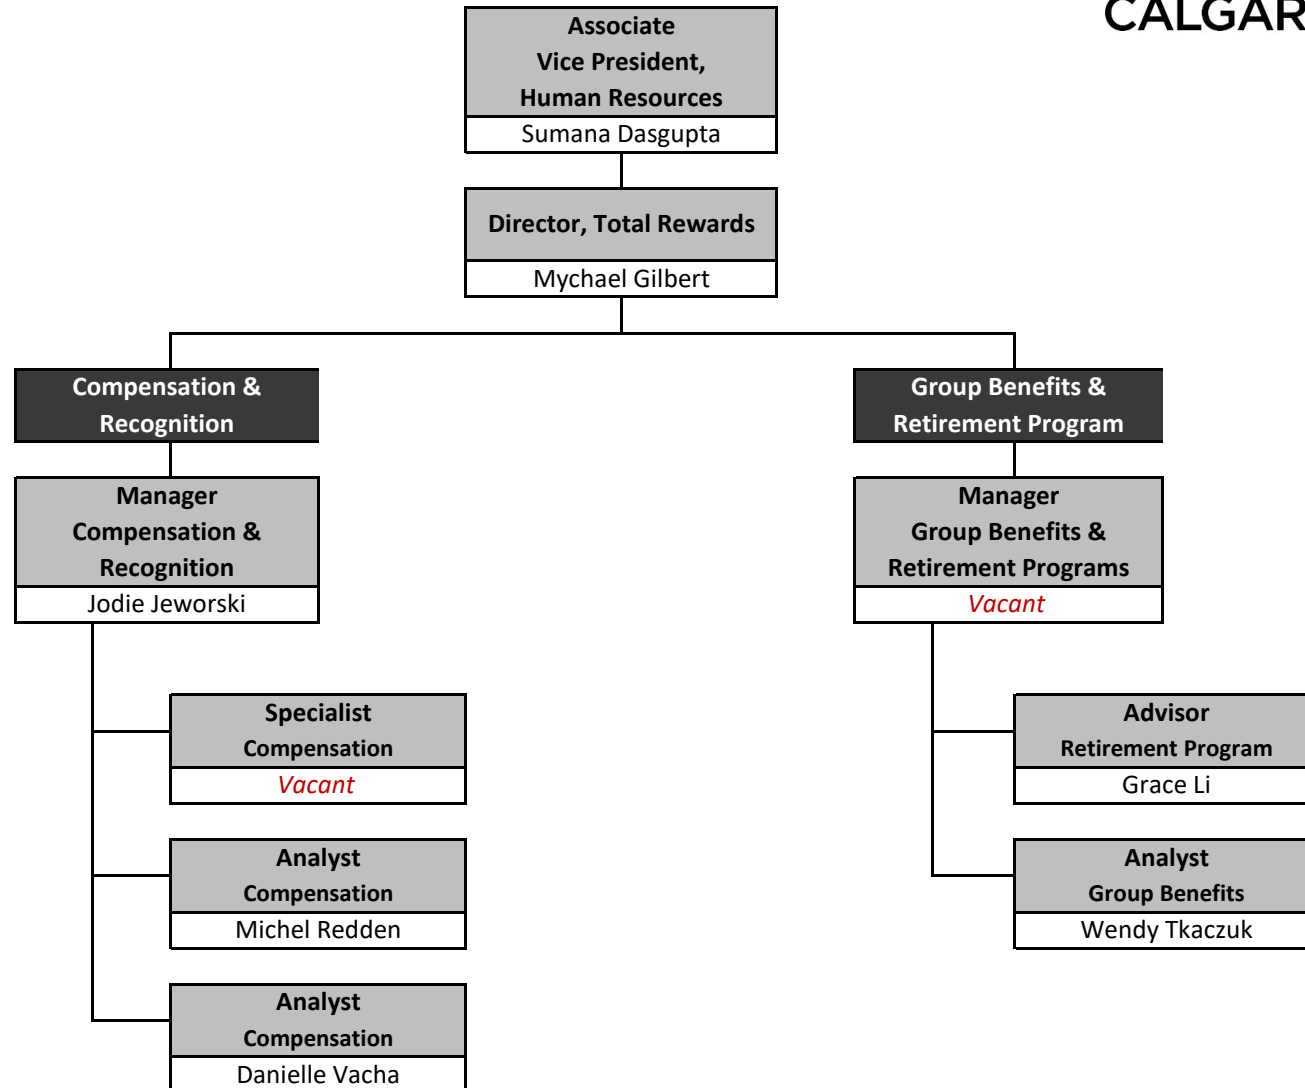 CALGAR
Associate
Vice President,
Human Resources
Sumana Dasgupta
Director, Total Rewards
Mychael Gilbert
Compensation &
Recognition
Group Benefits &
Retirement Program
Manager
Compensation &
Recognition
Jodie Jeworski
Manager
Group Benefits &
Retirement Programs
Vacant
Specialist
Compensation
Vacant
Advisor
Retirement Program
Grace Li
Analyst
Compensation
Michel Redden
Analyst
Group Benefits
Wendy Tkaczuk
Analyst
Compensation
Danielle Vacha